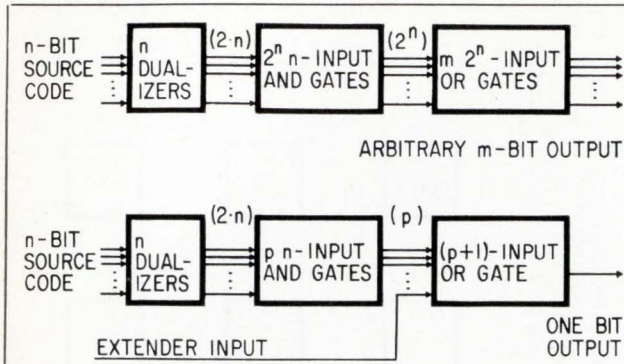 n-BIT
SOURCE
CODE
n
DUAL-
IZERS
(2·n)
2ⁿ n-INPUT
AND GATES
(2ⁿ)
m 2ⁿ-INPUT
OR GATES
ARBITRARY m-BIT OUTPUT
n-BIT
SOURCE
CODE
n
DUAL-
IZERS
(2·n)
p n-INPUT
AND GATES
(p)
(p+1)-INPUT
OR GATE
EXTENDER INPUT
ONE BIT
OUTPUT